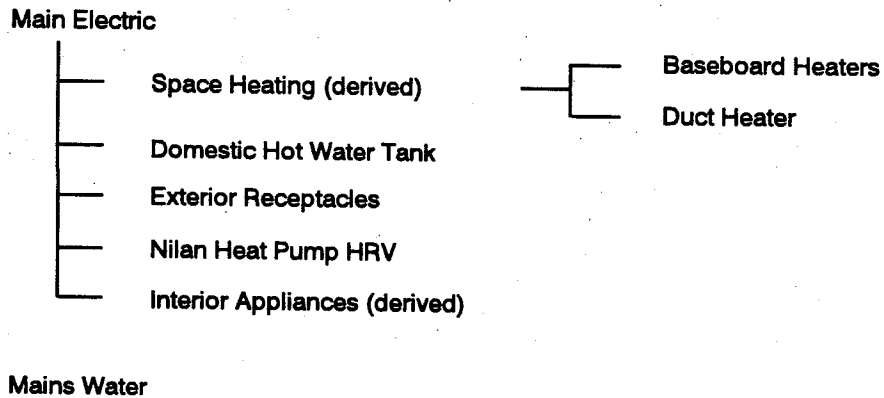 Main Electric
Space Heating (derived)
Baseboard Heaters
Duct Heater
Domestic Hot Water Tank
Exterior Receptacles
Nilan Heat Pump HRV
Interior Appliances (derived)
Mains Water